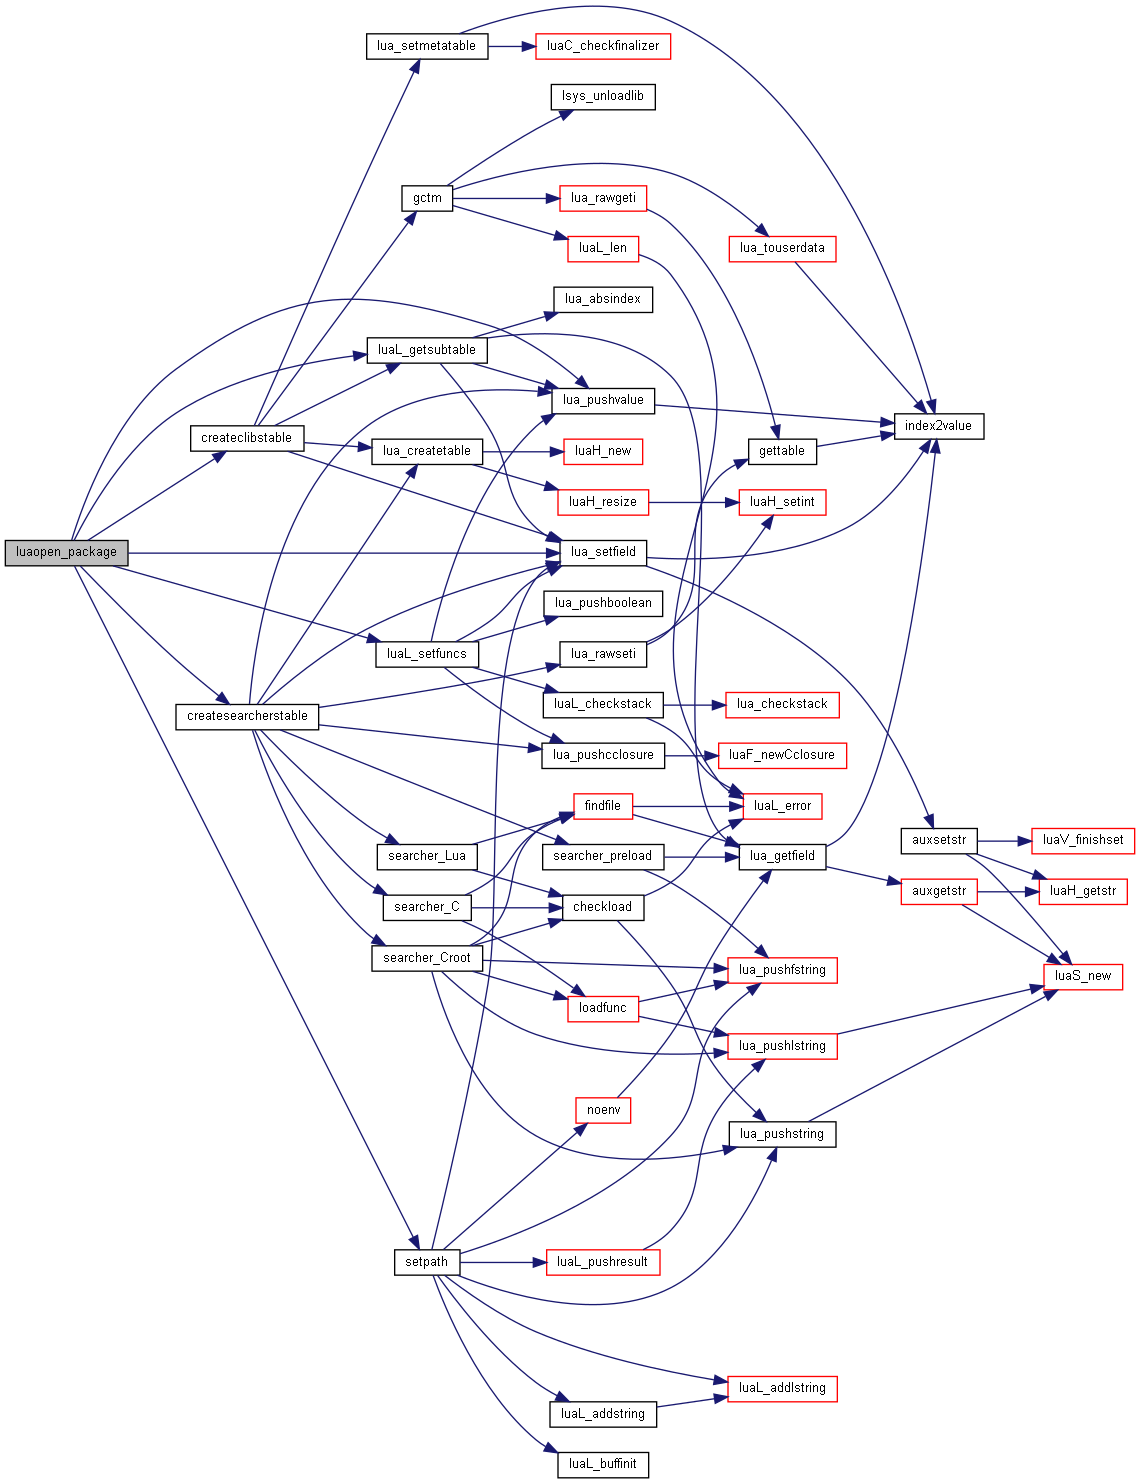 lua_setmetatable
luaC_checkfinalizer
lsys_unloadlib
gctm
lua_rawgeti
luaL_len
lua_touserdata
lua_absindex
luaL_getsubtable
lua_pushvalue
index2value
createclibstable
lua_createtable
luaH_new
gettable
luaH_resize
luaH_setint
luaopen_package
lua_setfield
lua_pushboolean
luaL_setfuncs
lua_rawseti
luaL_checkstack
lua_checkstack
createsearcherstable
lua_pushcclosure
luaF_newCclosure
findfile
luaL_error
auxsetstr
luaV_finishset
searcher_Lua
searcher_preload
lua_getfield
auxgetstr
luaH_getstr
searcher_C
checkload
searcher_Croot
lua_pushfstring
luaS_new
loadfunc
lua_pushlstring
noenv
lua_pushstring
setpath
luaL_pushresult
luaL_addlstring
luaL_addstring
luaL_buffinit